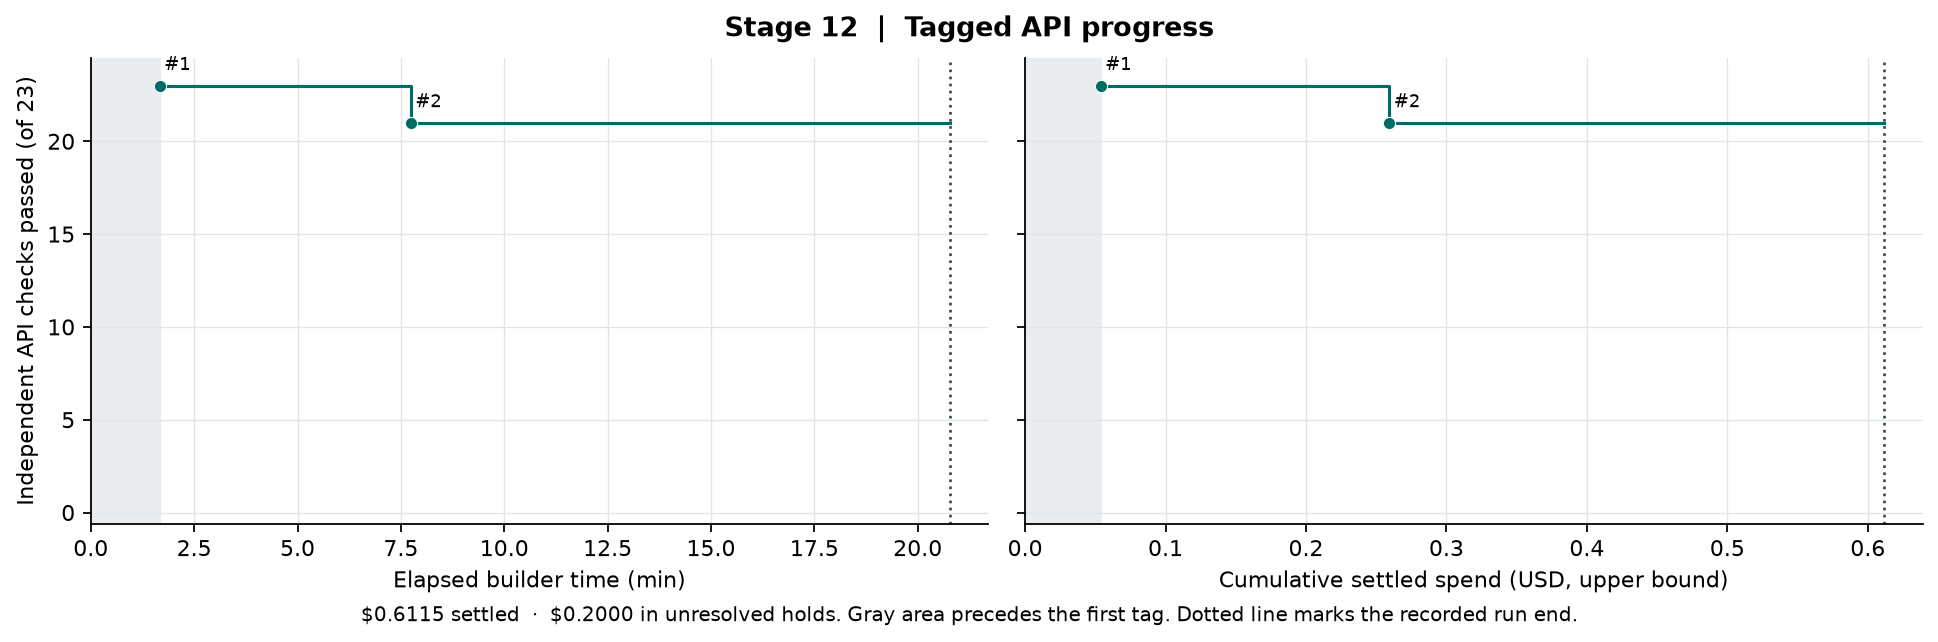 Stage 12 | Tagged API progress
Independent API checks passed (of 23)
#1
#2
20
15
10
5
0
0.0 2.5 5.0 7.5 10.0 12.5 15.0 17.5 20.0
Elapsed builder time (min)
#1
#2
0.0 0.1 0.2 0.3 0.4 0.5 0.6
Cumulative settled spend (USD, upper bound)
$0.6115 settled · $0.2000 in unresolved holds. Gray area precedes the first tag. Dotted line marks the recorded run end.